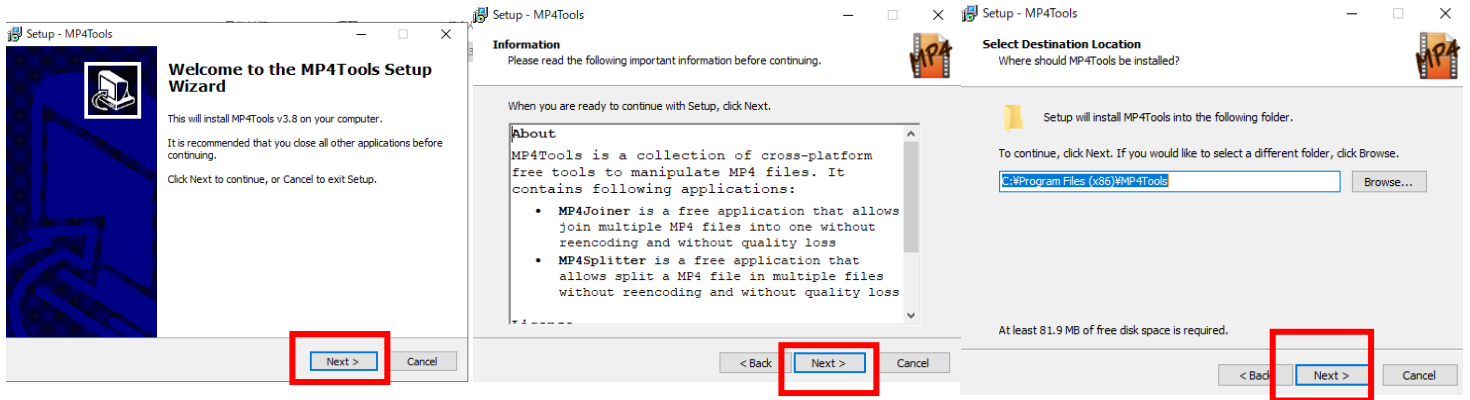 Setup - MP4Tools
Welcome to the MP4Tools Setup
Wizard
This will install MP4Tools v3.8 on your computer.
It is recommended that you close all other applications before
continuing.
Click Next to continue, or Cancel to exit Setup.
Next >
Cancel
Setup - MP4Tools
Information
Please read the following important information before continuing.
MP4
When you are ready to continue with Setup, click Next.
About
MP4Tools is a collection of cross-platform
free tools to manipulate MP4 files. It
contains following applications:
• MP4Joiner is a free application that allows
join multiple MP4 files into one without
reencoding and without quality loss
• MP4Splitter is a free application that
allows split a MP4 file in multiple files
without reencoding and without quality loss
< Back
Next >
Cancel
Setup - MP4Tools
Select Destination Location
Where should MP4Tools be installed?
MP4
Setup will install MP4Tools into the following folder.
To continue, click Next. If you would like to select a different folder, click Browse.
C:¥Program Files (x86)¥MP4Tools
Browse...
At least 81.9 MB of free disk space is required.
< Back
Next >
Cancel